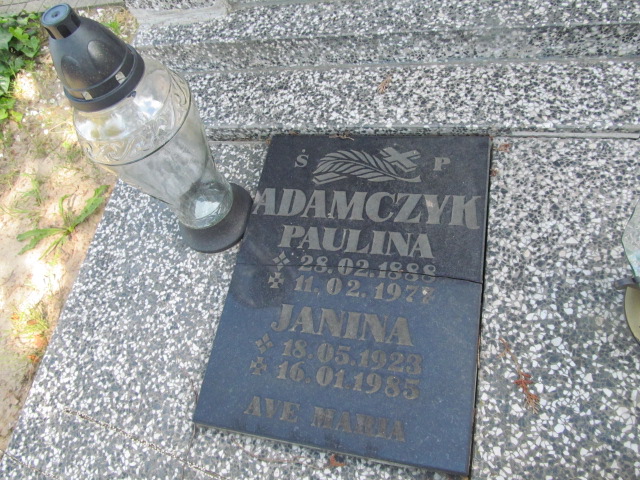 Ś P
ADAMCZYK
PAULINA
28.02.1888
11.02.1977
JANINA
18.05.1923
16.01.1985
AVE MARIA